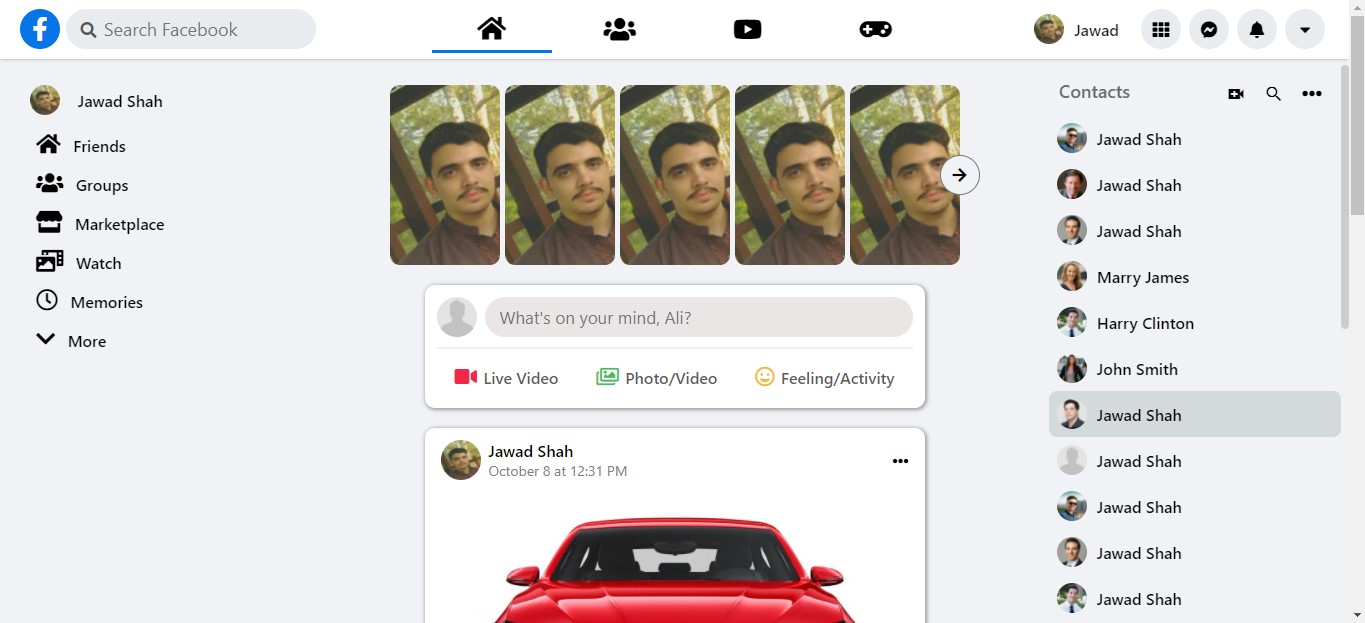 Search Facebook
Jawad
Jawad Shah
Friends
Groups
Marketplace
Watch
Memories
More
What's on your mind, Ali?
Live Video
Photo/Video
Feeling/Activity
Jawad Shah
October 8 at 12:31 PM
Contacts
Jawad Shah
Jawad Shah
Jawad Shah
Marry James
Harry Clinton
John Smith
Jawad Shah
Jawad Shah
Jawad Shah
Jawad Shah
Jawad Shah